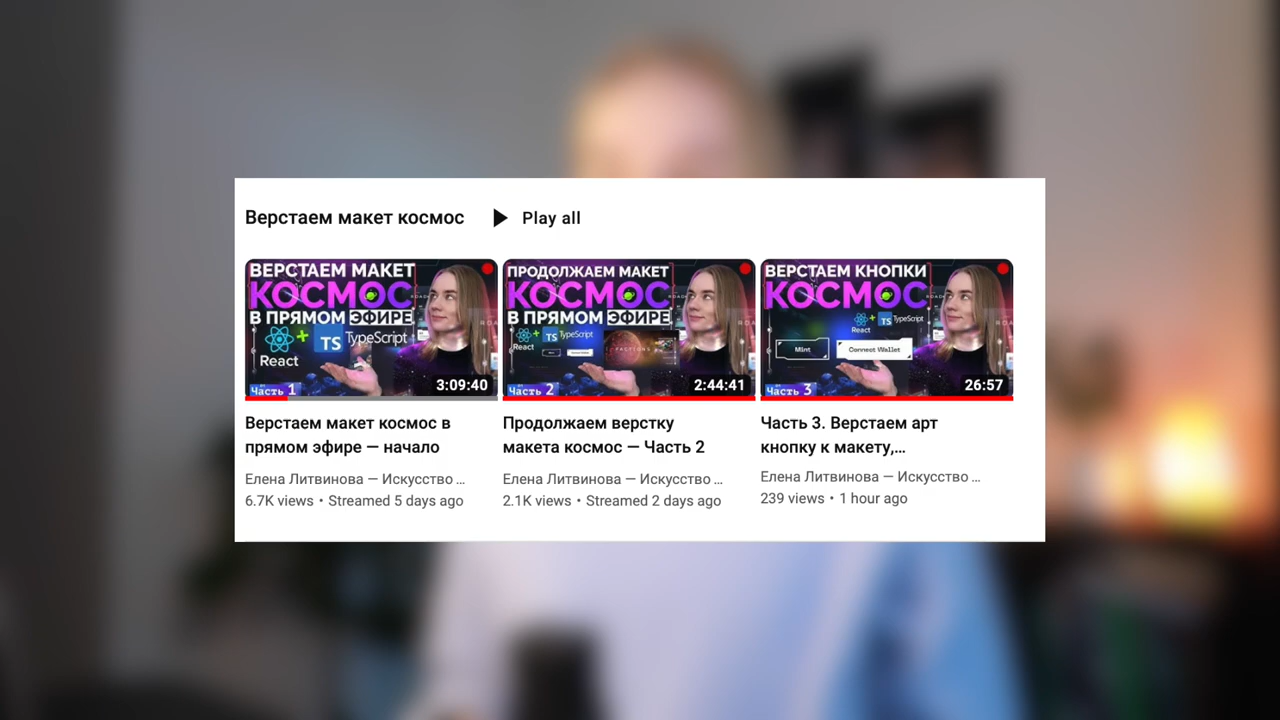 Верстаем макет космос
Play all
ВЕРСТАЕМ МАКЕТ
КОСМОС
В ПРЯМОМ ЭФИРЕ
React
TS
TypeScript
Часть 1
3:09:40
ПРОДОЛЖАЕМ МАКЕТ
КОСМОС
В ПРЯМОМ ЭФИРЕ
React
TS
TypeScript
Часть 2
2:44:41
ВЕРСТАЕМ КНОПКИ
КОСМОС
React
TS
TypeScript
Mint
Connect Wallet
Часть 3
26:57
Верстаем макет космос в
прямом эфире — начало
Елена Литвинова — Искусство ...
6.7K views • Streamed 5 days ago
Продолжаем верстку
макета космос — Часть 2
Елена Литвинова — Искусство ...
2.1K views • Streamed 2 days ago
Часть 3. Верстаем арт
кнопку к макету,...
Елена Литвинова — Искусство ...
239 views • 1 hour ago